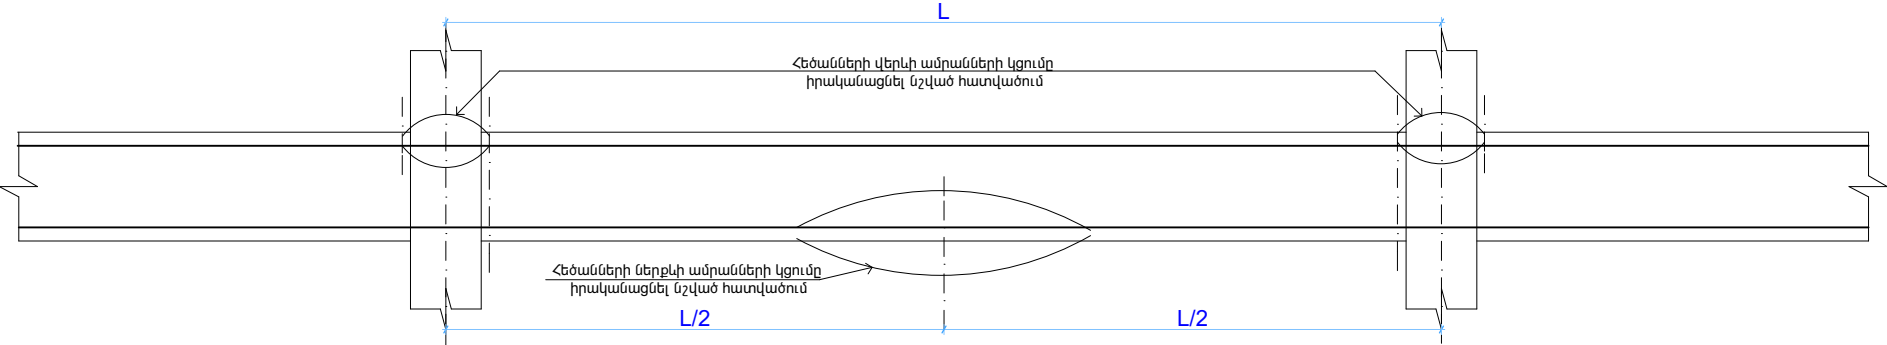 L
Հեծանների վերևի ամրանների կցումը
իրականացնել նշված հատվածում
Հեծանների ներքևի ամրանների կցումը
իրականացնել նշված հատվածում
L/2
L/2